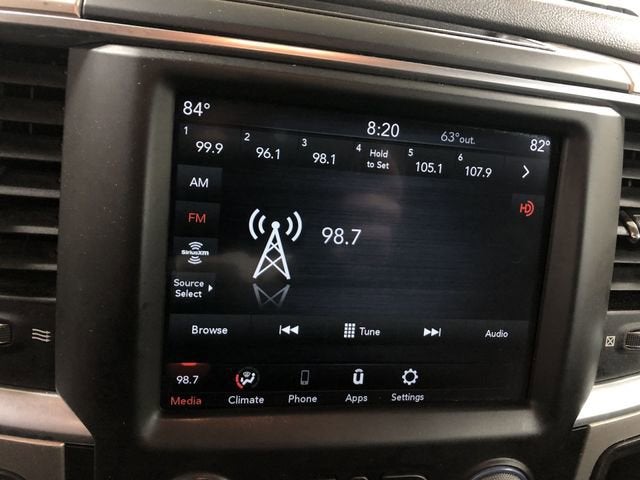 84° 8:20 63°out. 82°
1 99.9 2 96.1 3 98.1 4 Hold to Set 5 105.1 6 107.9
AM
FM
98.7
HD
SiriusXM
Source
Select
Browse Tune Audio
98.7
Media Climate Phone Apps Settings